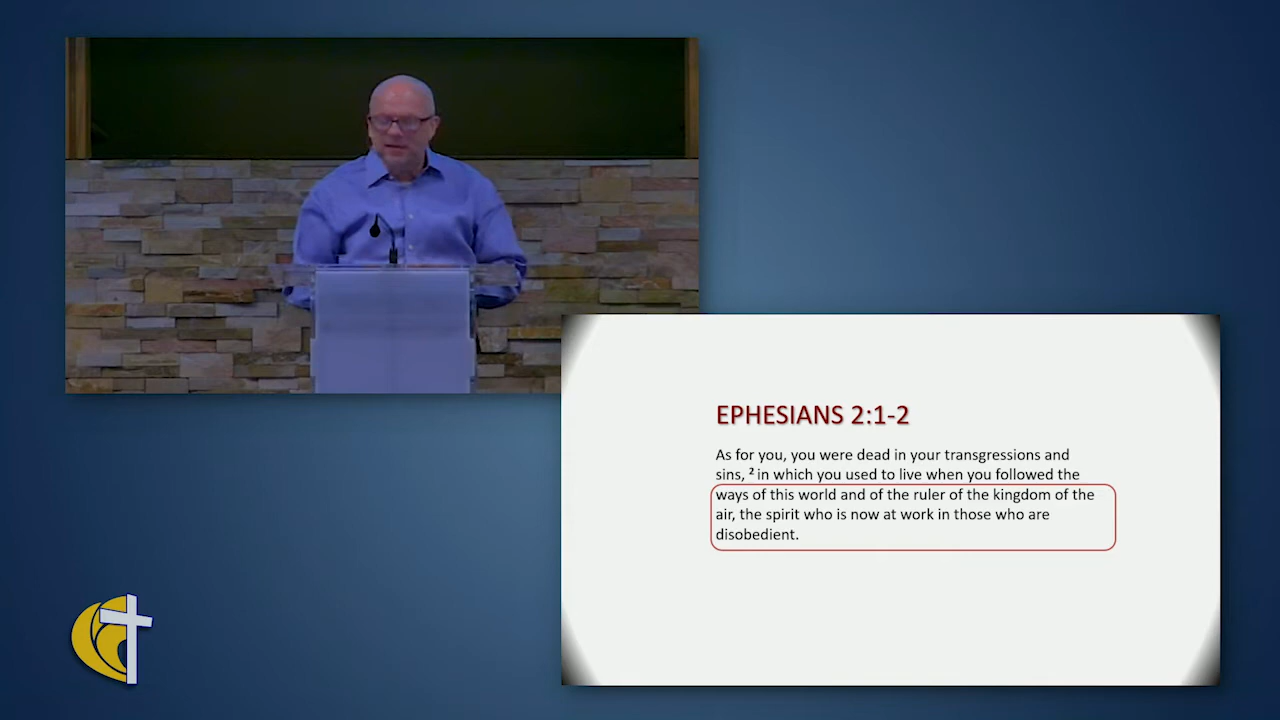 EPHESIANS 2:1-2
As for you, you were dead in your transgressions and
sins, ² in which you used to live when you followed the
ways of this world and of the ruler of the kingdom of the
air, the spirit who is now at work in those who are
disobedient.